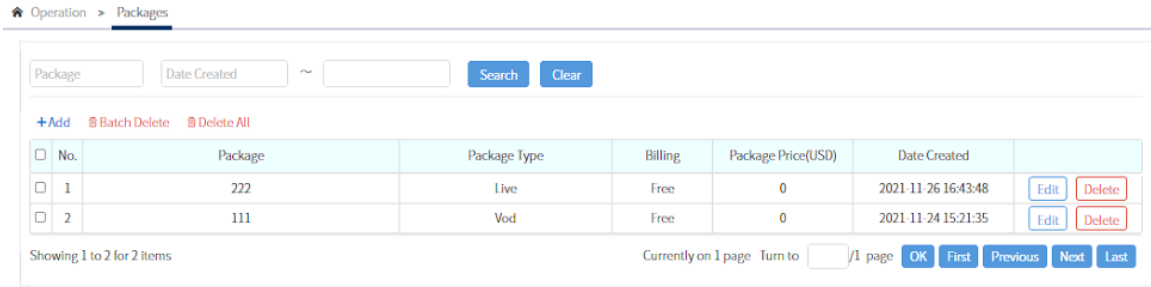 Operation > Packages
Package Date Created ~ Search Clear
+Add Batch Delete Delete All
No. Package Package Type Billing Package Price(USD) Date Created
1 222 Live Free 0 2021-11-26 16:43:48 Edit Delete
2 111 Vod Free 0 2021-11-24 15:21:35 Edit Delete
Showing 1 to 2 for 2 items Currently on 1 page Turn to /1 page OK First Previous Next Last